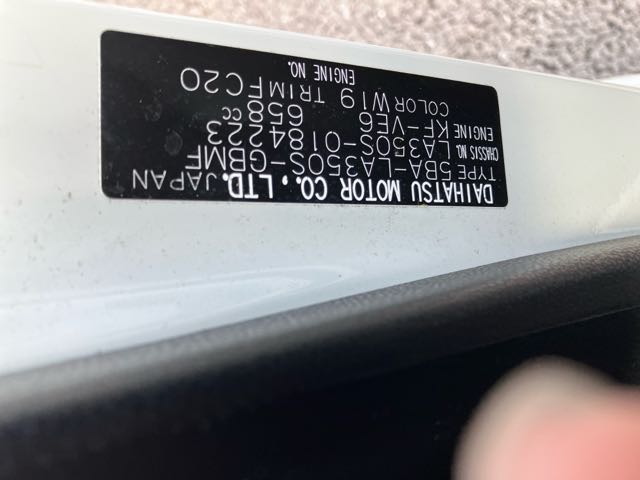 DAIHATSU MOTOR CO., LTD. JAPAN
TYPE 5BA-LA350S-GBMF
CHASSIS NO. LA350S-0184223
ENGINE KF-VE6 658cc
COLOR W19 TRIM FC20
ENGINE NO.